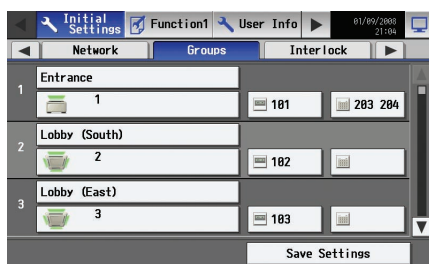 Initial Settings Function1 User Info 01/09/2008 21:04
Network Groups Interlock
Entrance
1 1 101 203 204
Lobby (South)
2 2 102
Lobby (East)
3 3 103
Save Settings